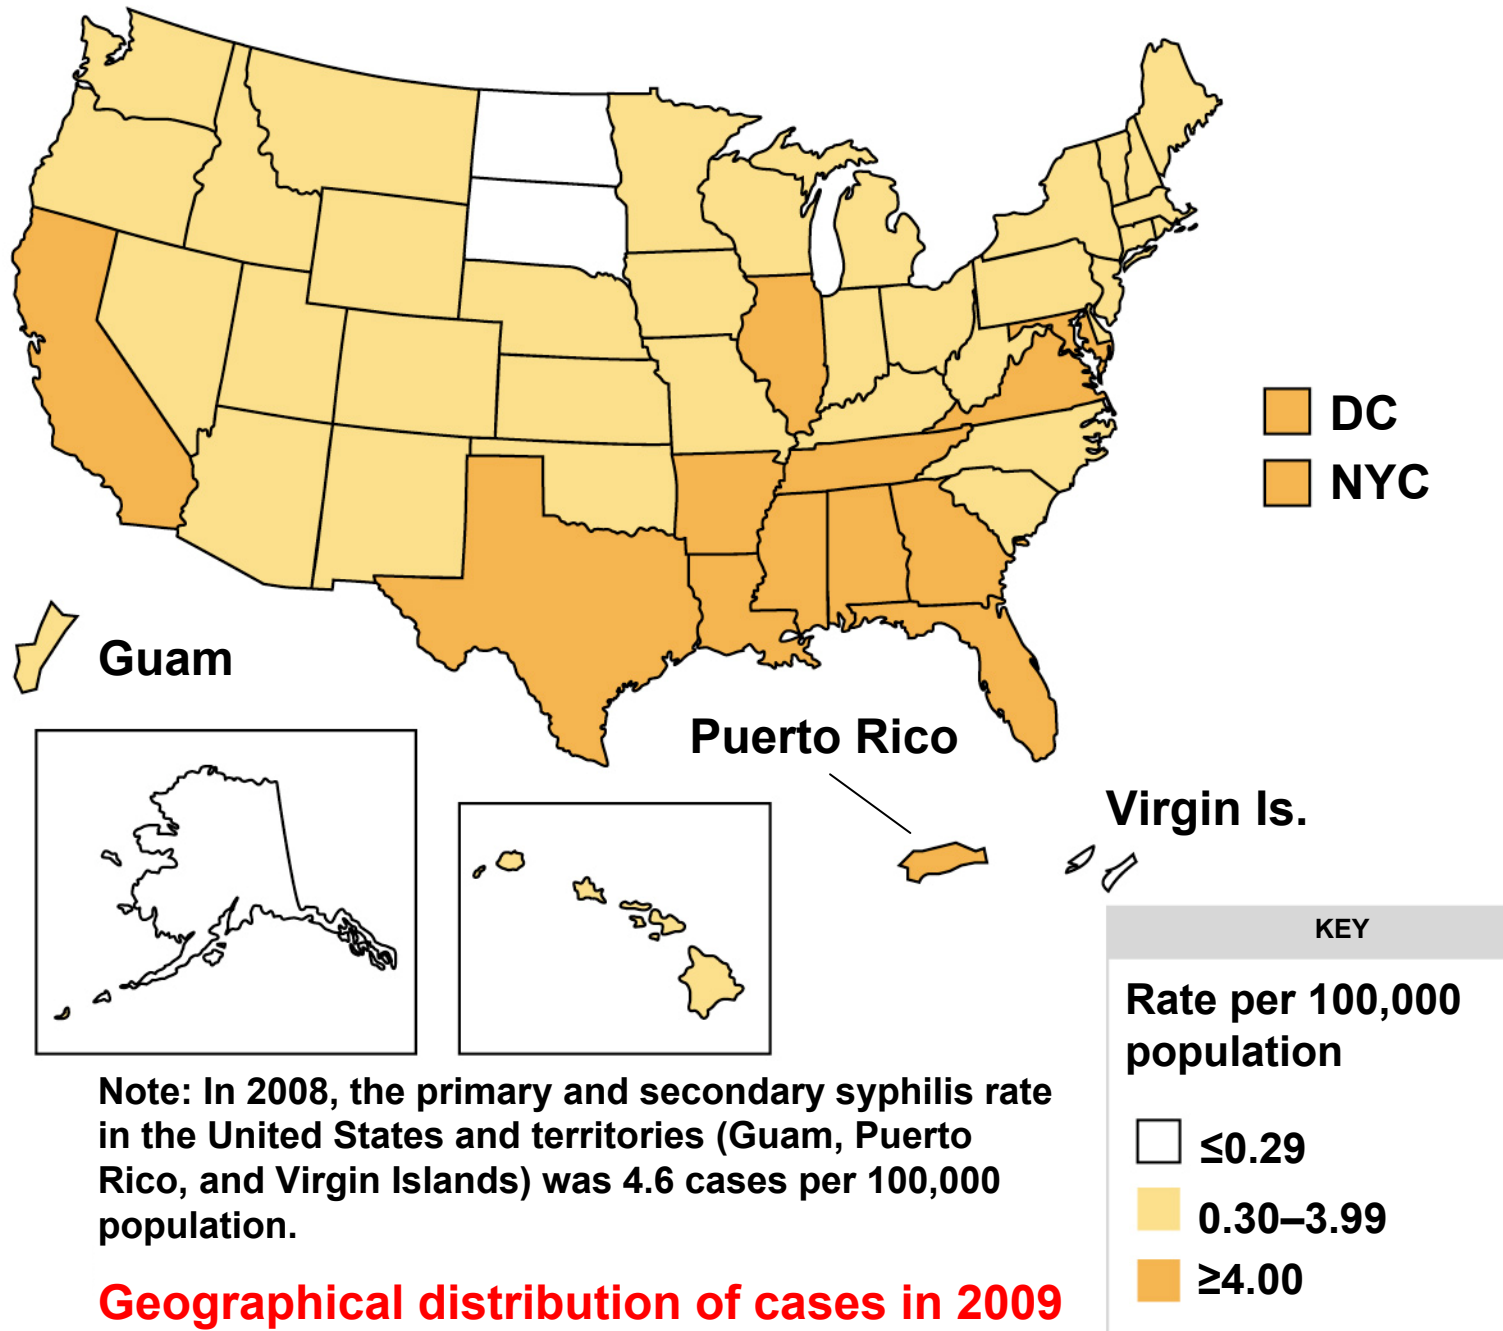 DC
NYC
Guam
Puerto Rico
Virgin Is.
KEY
Rate per 100,000
population
≤0.29
0.30–3.99
≥4.00
Note: In 2008, the primary and secondary syphilis rate
in the United States and territories (Guam, Puerto
Rico, and Virgin Islands) was 4.6 cases per 100,000
population.
Geographical distribution of cases in 2009